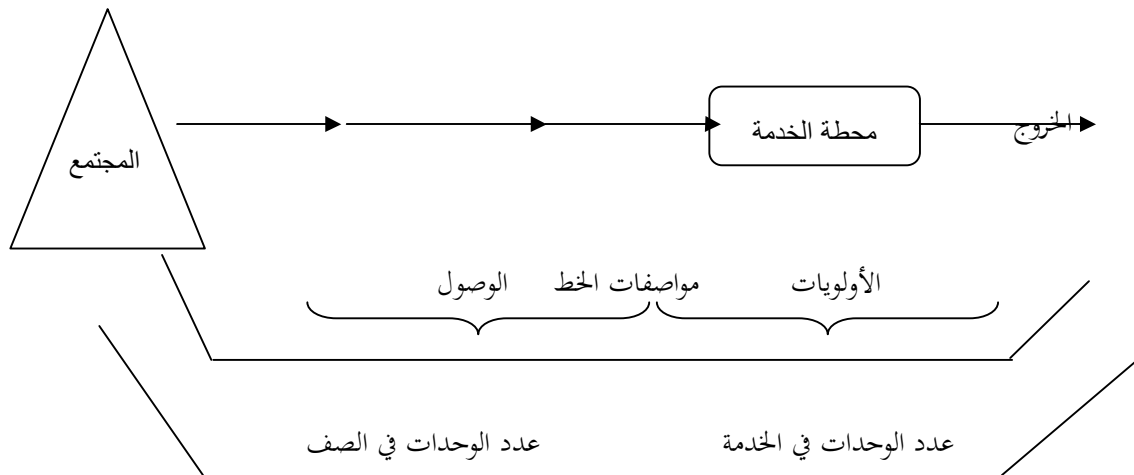 محطة الخدمة
الخروج
المجتمع
الوصول
مواصفات الخط
الأولويات
عدد الوحدات في الصف
عدد الوحدات في الخدمة